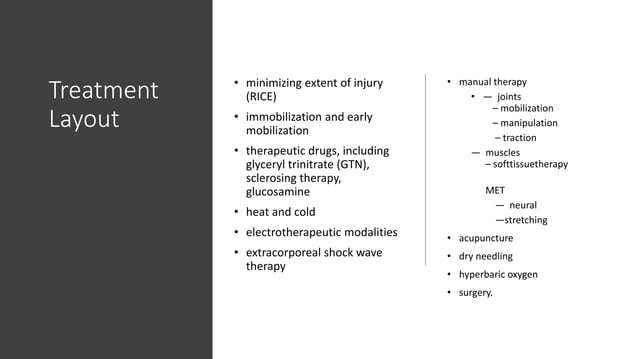 Treatment
Layout
• minimizing extent of injury
(RICE)
• immobilization and early
mobilization
• therapeutic drugs, including
glyceryl trinitrate (GTN),
sclerosing therapy,
glucosamine
• heat and cold
• electrotherapeutic modalities
• extracorporeal shock wave
therapy
• manual therapy
• — joints
– mobilization
– manipulation
– traction
— muscles
– softtissuetherapy
MET
— neural
—stretching
• acupuncture
• dry needling
• hyperbaric oxygen
• surgery.